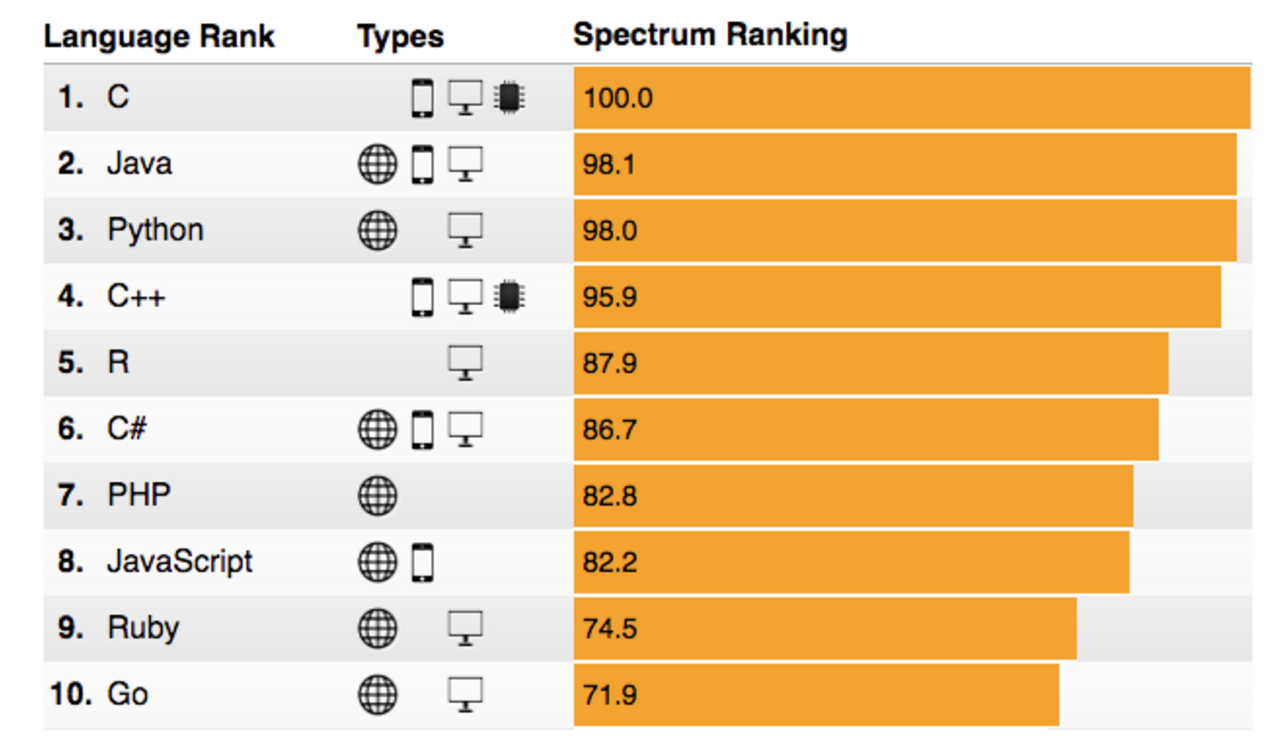 Language Rank Types Spectrum Ranking
1. C 100.0
2. Java 98.1
3. Python 98.0
4. C++ 95.9
5. R 87.9
6. C# 86.7
7. PHP 82.8
8. JavaScript 82.2
9. Ruby 74.5
10. Go 71.9